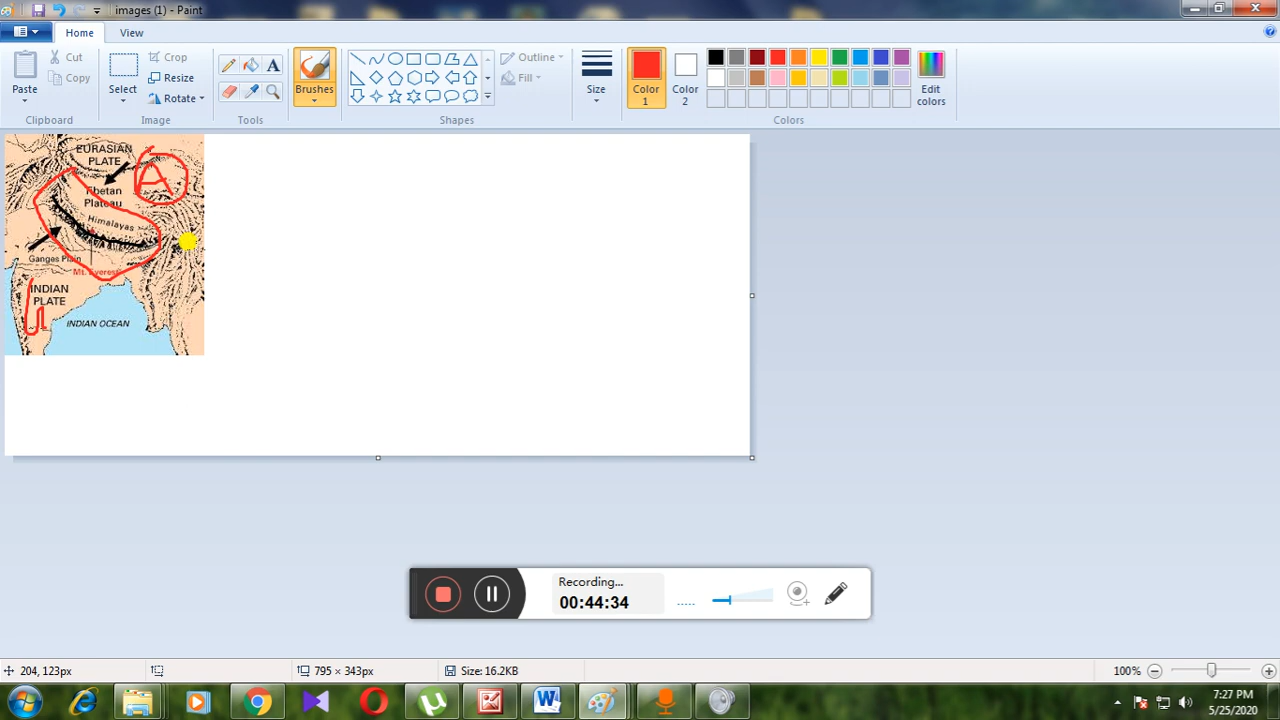 images (1) - Paint
Home View
Paste
Cut
Copy
Clipboard
Select
Crop
Resize
Rotate
Image
A
Tools
Brushes
Outline
Fill
Shapes
Size
Color 1
Color 2
Edit colors
Colors
EURASIAN PLATE
A
Tibetan Plateau
Himalayas
Ganges Plain
Mt. Everest
INDIAN PLATE
INDIAN OCEAN
Recording...
00:44:34
204, 123px
795 × 343px
Size: 16.2KB
100%
W
7:27 PM
5/25/2020